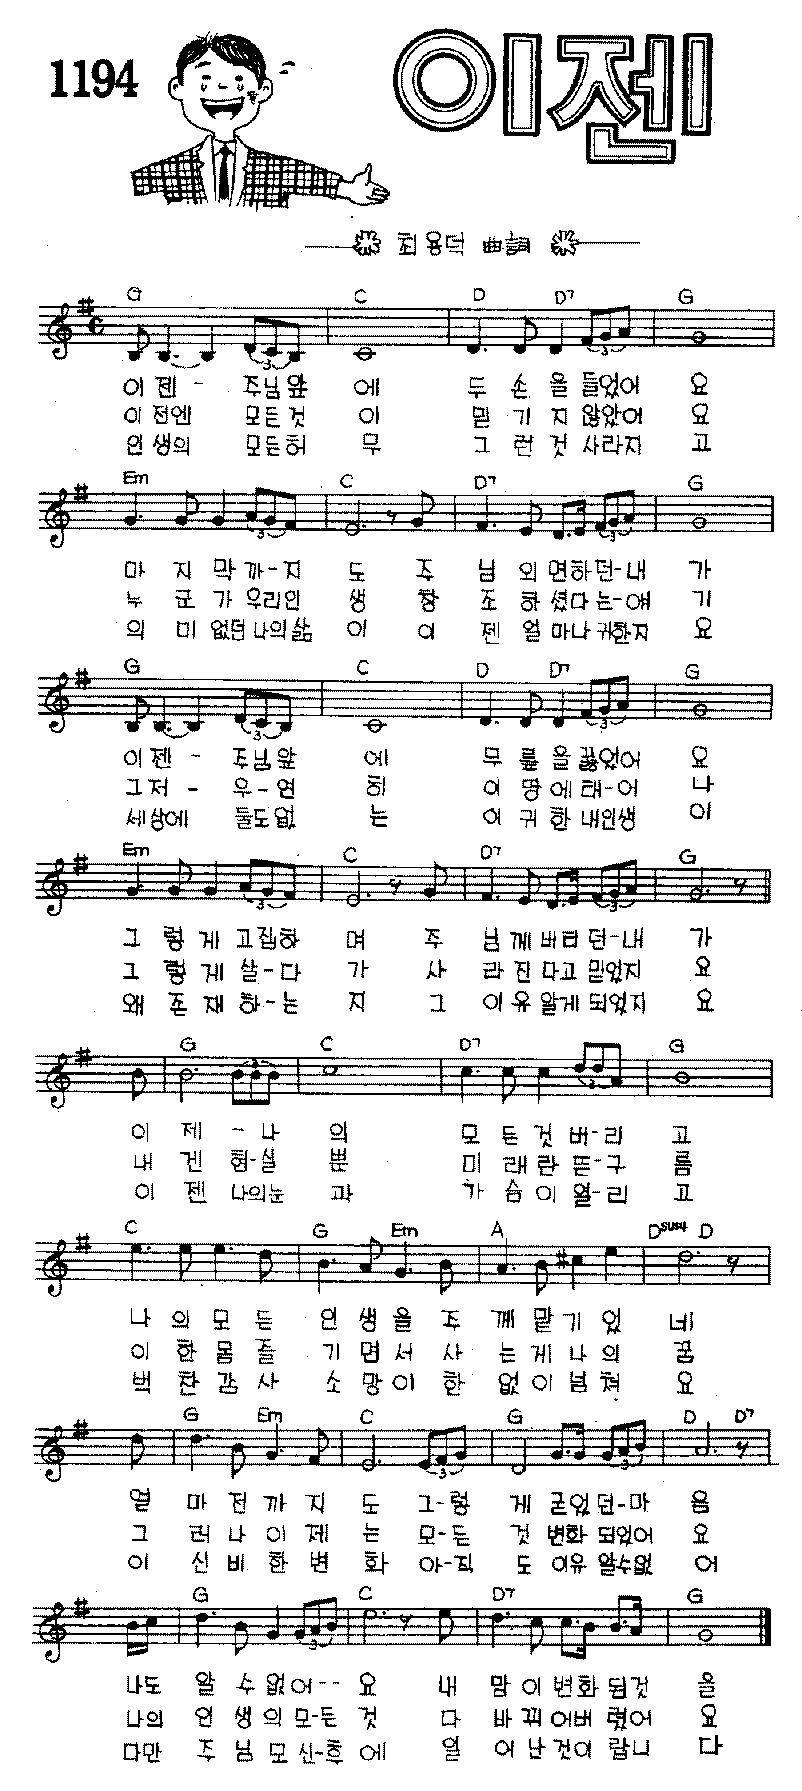 1194
이젠
최용덕 曲詞
G C D D7 G
이 젠 - 주님앞 에 두 손 을 들었어 요
이 전엔 모든것 이 믿 기 지 않았어 요
인 생의 모든허 무 그 런 것 사라지 고
Em C D7 G
마 지 막 까-지 도 주 님 외 면하 던-내 가
누 군 가 우리인 생 창 조 하 셨다 는-얘 기
의 미 없던 나의삶 이 이 젠 얼 마나 귀한지 요
G C D D7 G
이 젠 - 주님앞 에 무 릎 을 꿇었어 요
그저 - 우-연 히 이 땅 에 태-어 나
세상에 둘도없 는 이 귀 한 내인생 이
Em C D7 G
그 렇 게 고집하 며 주 님 께 버티 던-내 가
그 렇 게 살-다 가 사 라 진 다고 믿었지 요
왜 존 재 하-는 지 그 이유 알게 되었지 요
G C D7 G
이 제 - 나 의 모 든 것 버-리 고
내 겐 현-실 뿐 미 래 란 뜬-구 름
이 젠 나의눈 과 가 슴 이 열-리 고
C G Em A Dsus4 D
나 의 모 든 인 생 을 주 께 맡 기 었 네
이 한 몸 즐 기 면 서 사 는 게 나 의 꿈
벅 찬 감 사 소 망 이 한 없 이 넘 쳐 요
G Em C G D D7
얼 마 전 까 지 도 그-렇 게 굳었 던-마 음
그 러 나 이 제 는 모-든 것 변화 되었어 요
이 신 비 한 변 화 아-직 도 이유 알수없 어
G C D7 G
나도 알 수 없어-- 요 내 맘 이 변화 된것 을
나의 인 생 의 모-든 것 다 바 뀌 어버 렸어 요
다만 주 님 모 신-후 에 일 어 난 것이 랍니 다